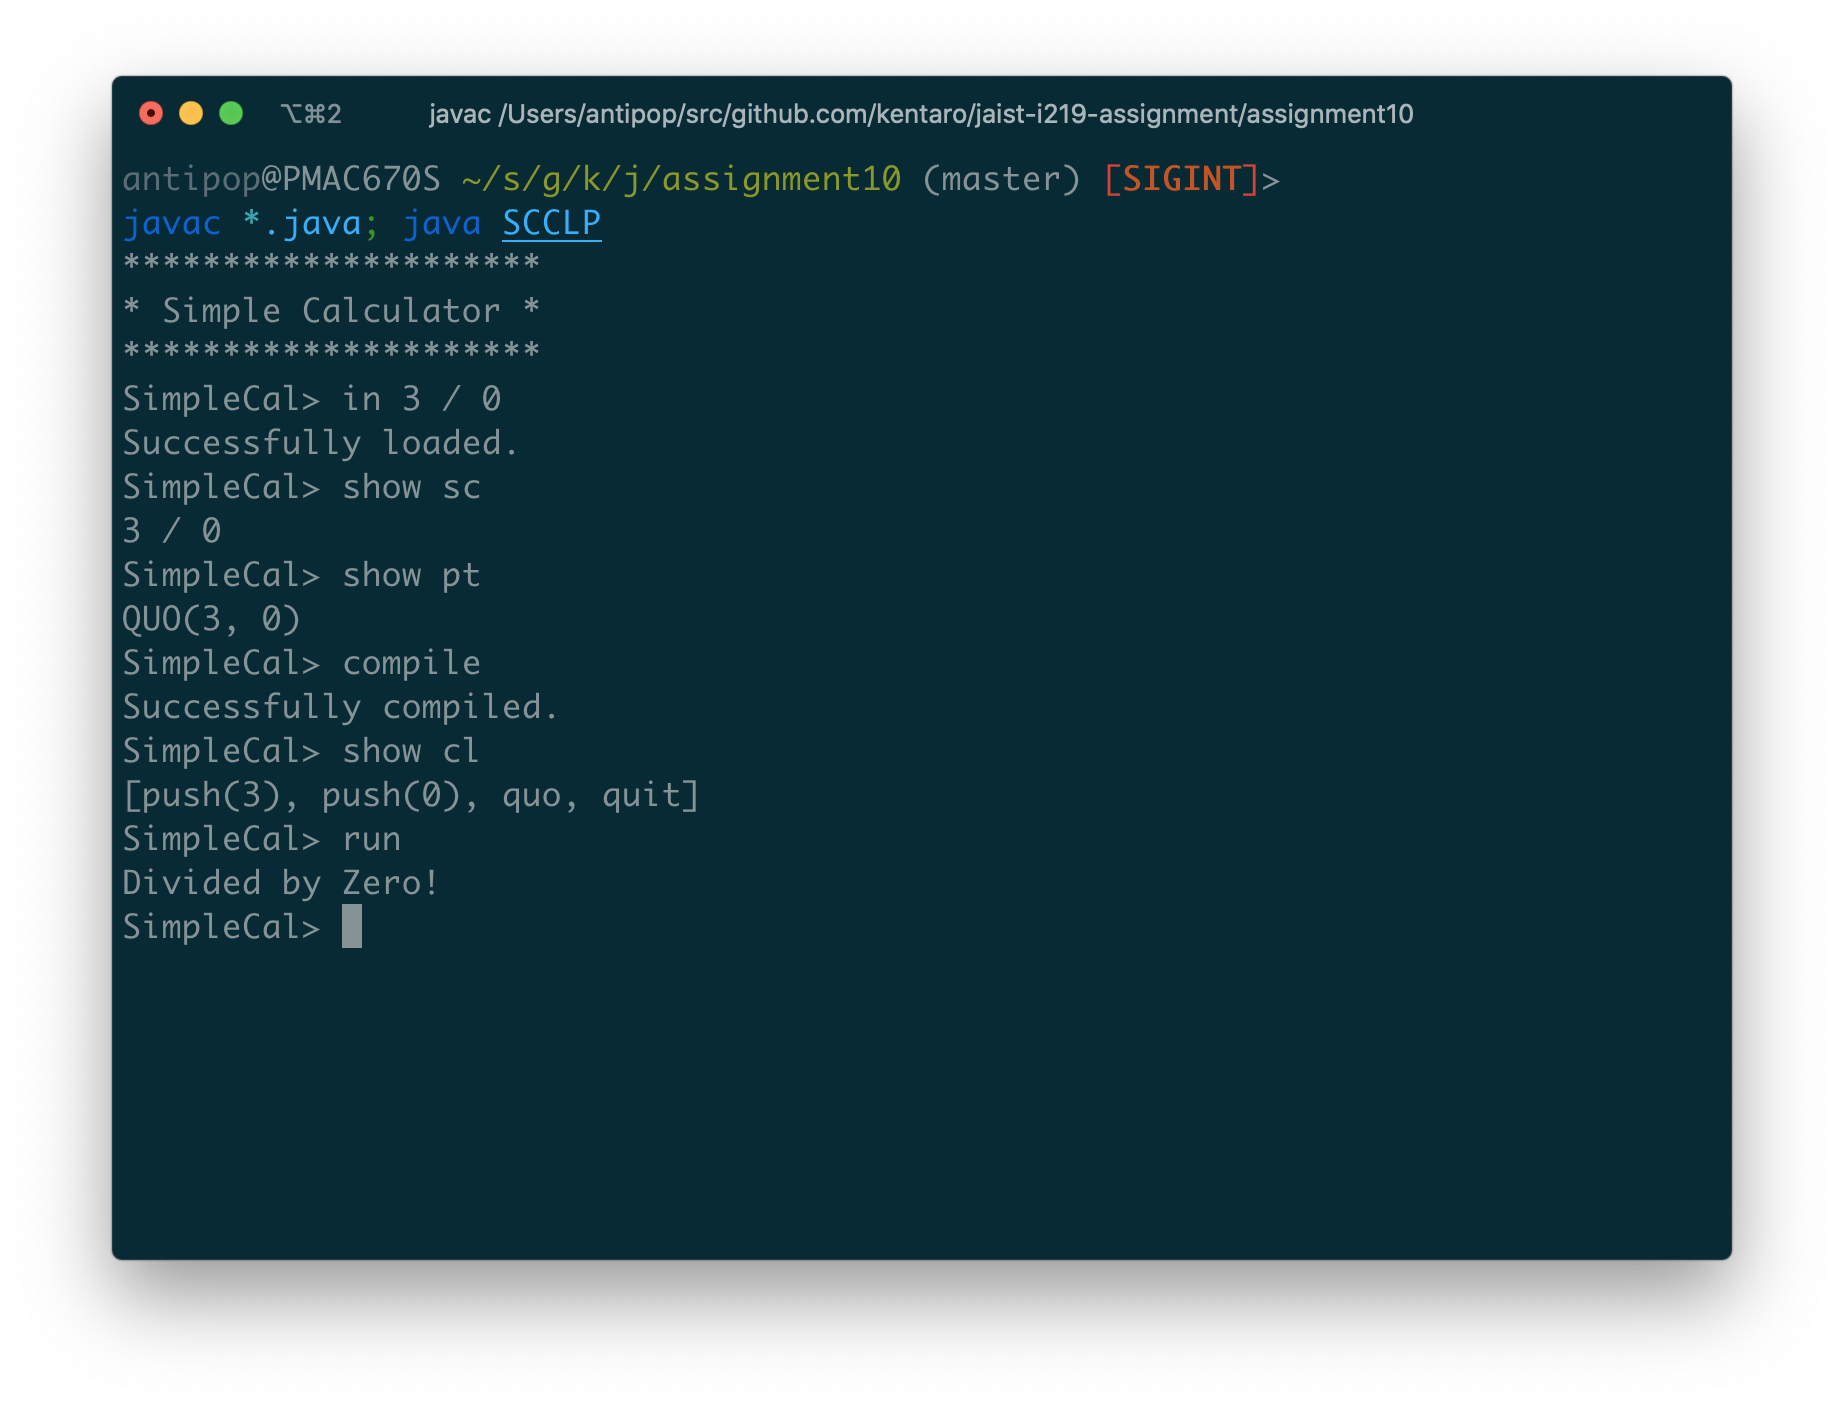 ⌥⌘2 javac /Users/antipop/src/github.com/kentaro/jaist-i219-assignment/assignment10
antipop@PMAC670S ~/s/g/k/j/assignment10 (master) [SIGINT]>
javac *.java; java SCCLP
*********************
* Simple Calculator *
*********************
SimpleCal> in 3 / 0
Successfully loaded.
SimpleCal> show sc
3 / 0
SimpleCal> show pt
QUO(3, 0)
SimpleCal> compile
Successfully compiled.
SimpleCal> show cl
[push(3), push(0), quo, quit]
SimpleCal> run
Divided by Zero!
SimpleCal>